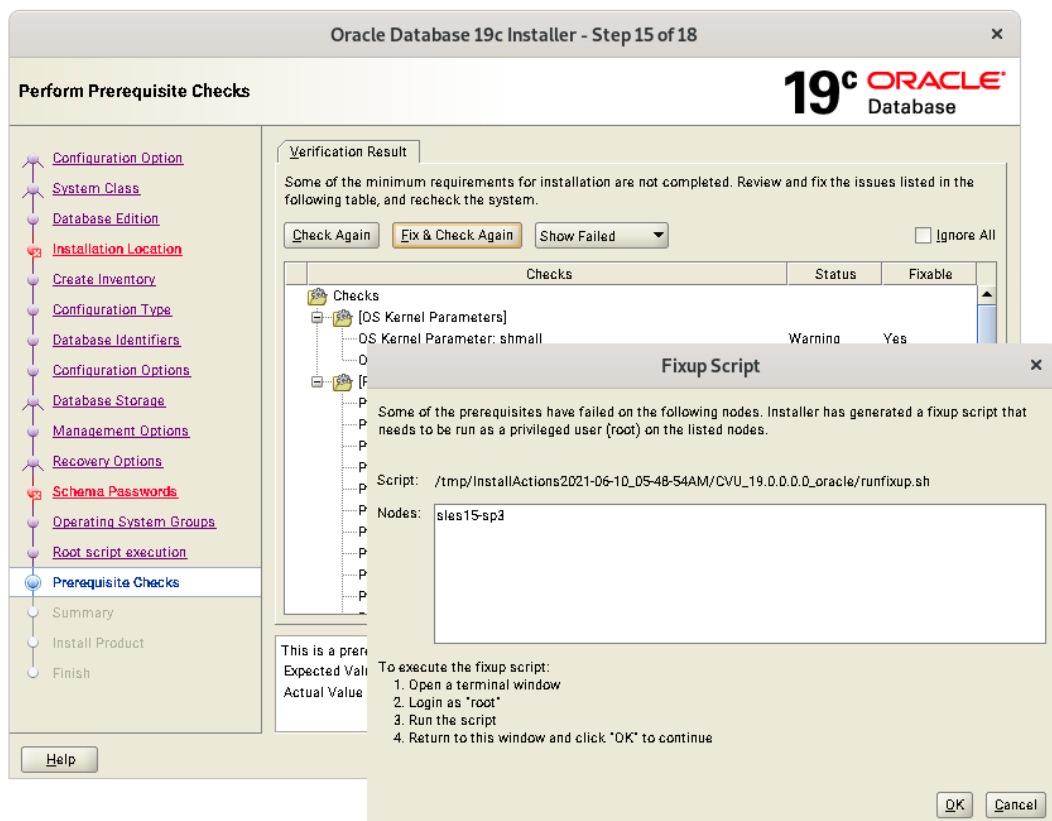 Oracle Database 19c Installer - Step 15 of 18
Perform Prerequisite Checks
19c ORACLE
Database
Configuration Option
System Class
Database Edition
Installation Location
Create Inventory
Configuration Type
Database Identifiers
Configuration Options
Database Storage
Management Options
Recovery Options
Schema Passwords
Operating System Groups
Root script execution
Prerequisite Checks
Summary
Install Product
Finish
Verification Result
Some of the minimum requirements for installation are not completed. Review and fix the issues listed in the
following table, and recheck the system.
Check Again
Fix & Check Again
Show Failed
Ignore All
Checks Status Fixable
Checks
[OS Kernel Parameters]
OS Kernel Parameter: shmall Warning Yes
This is a
Expected
Actual Value
Help
Fixup Script
Some of the prerequisites have failed on the following nodes. Installer has generated a fixup script that
needs to be run as a privileged user (root) on the listed nodes.
Script: /tmp/InstallActions2021-06-10_05-48-54AM/CVU_19.0.0.0.0_oracle/runfixup.sh
Nodes: sles15-sp3
To execute the fixup script:
1. Open a terminal window
2. Login as "root"
3. Run the script
4. Return to this window and click "OK" to continue
OK
Cancel